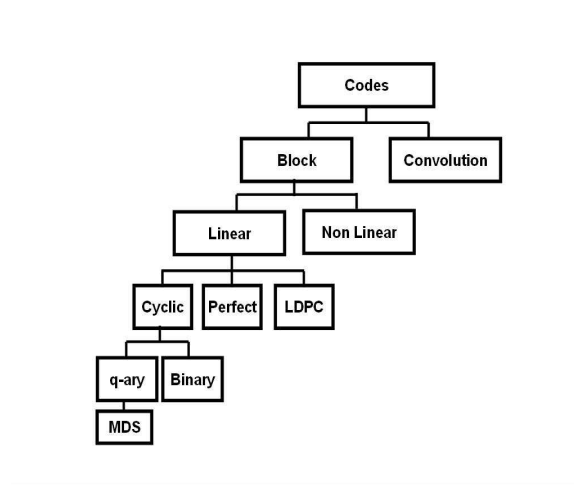 Codes
Block
Convolution
Linear
Non Linear
Cyclic
Perfect
LDPC
q-ary
Binary
MDS